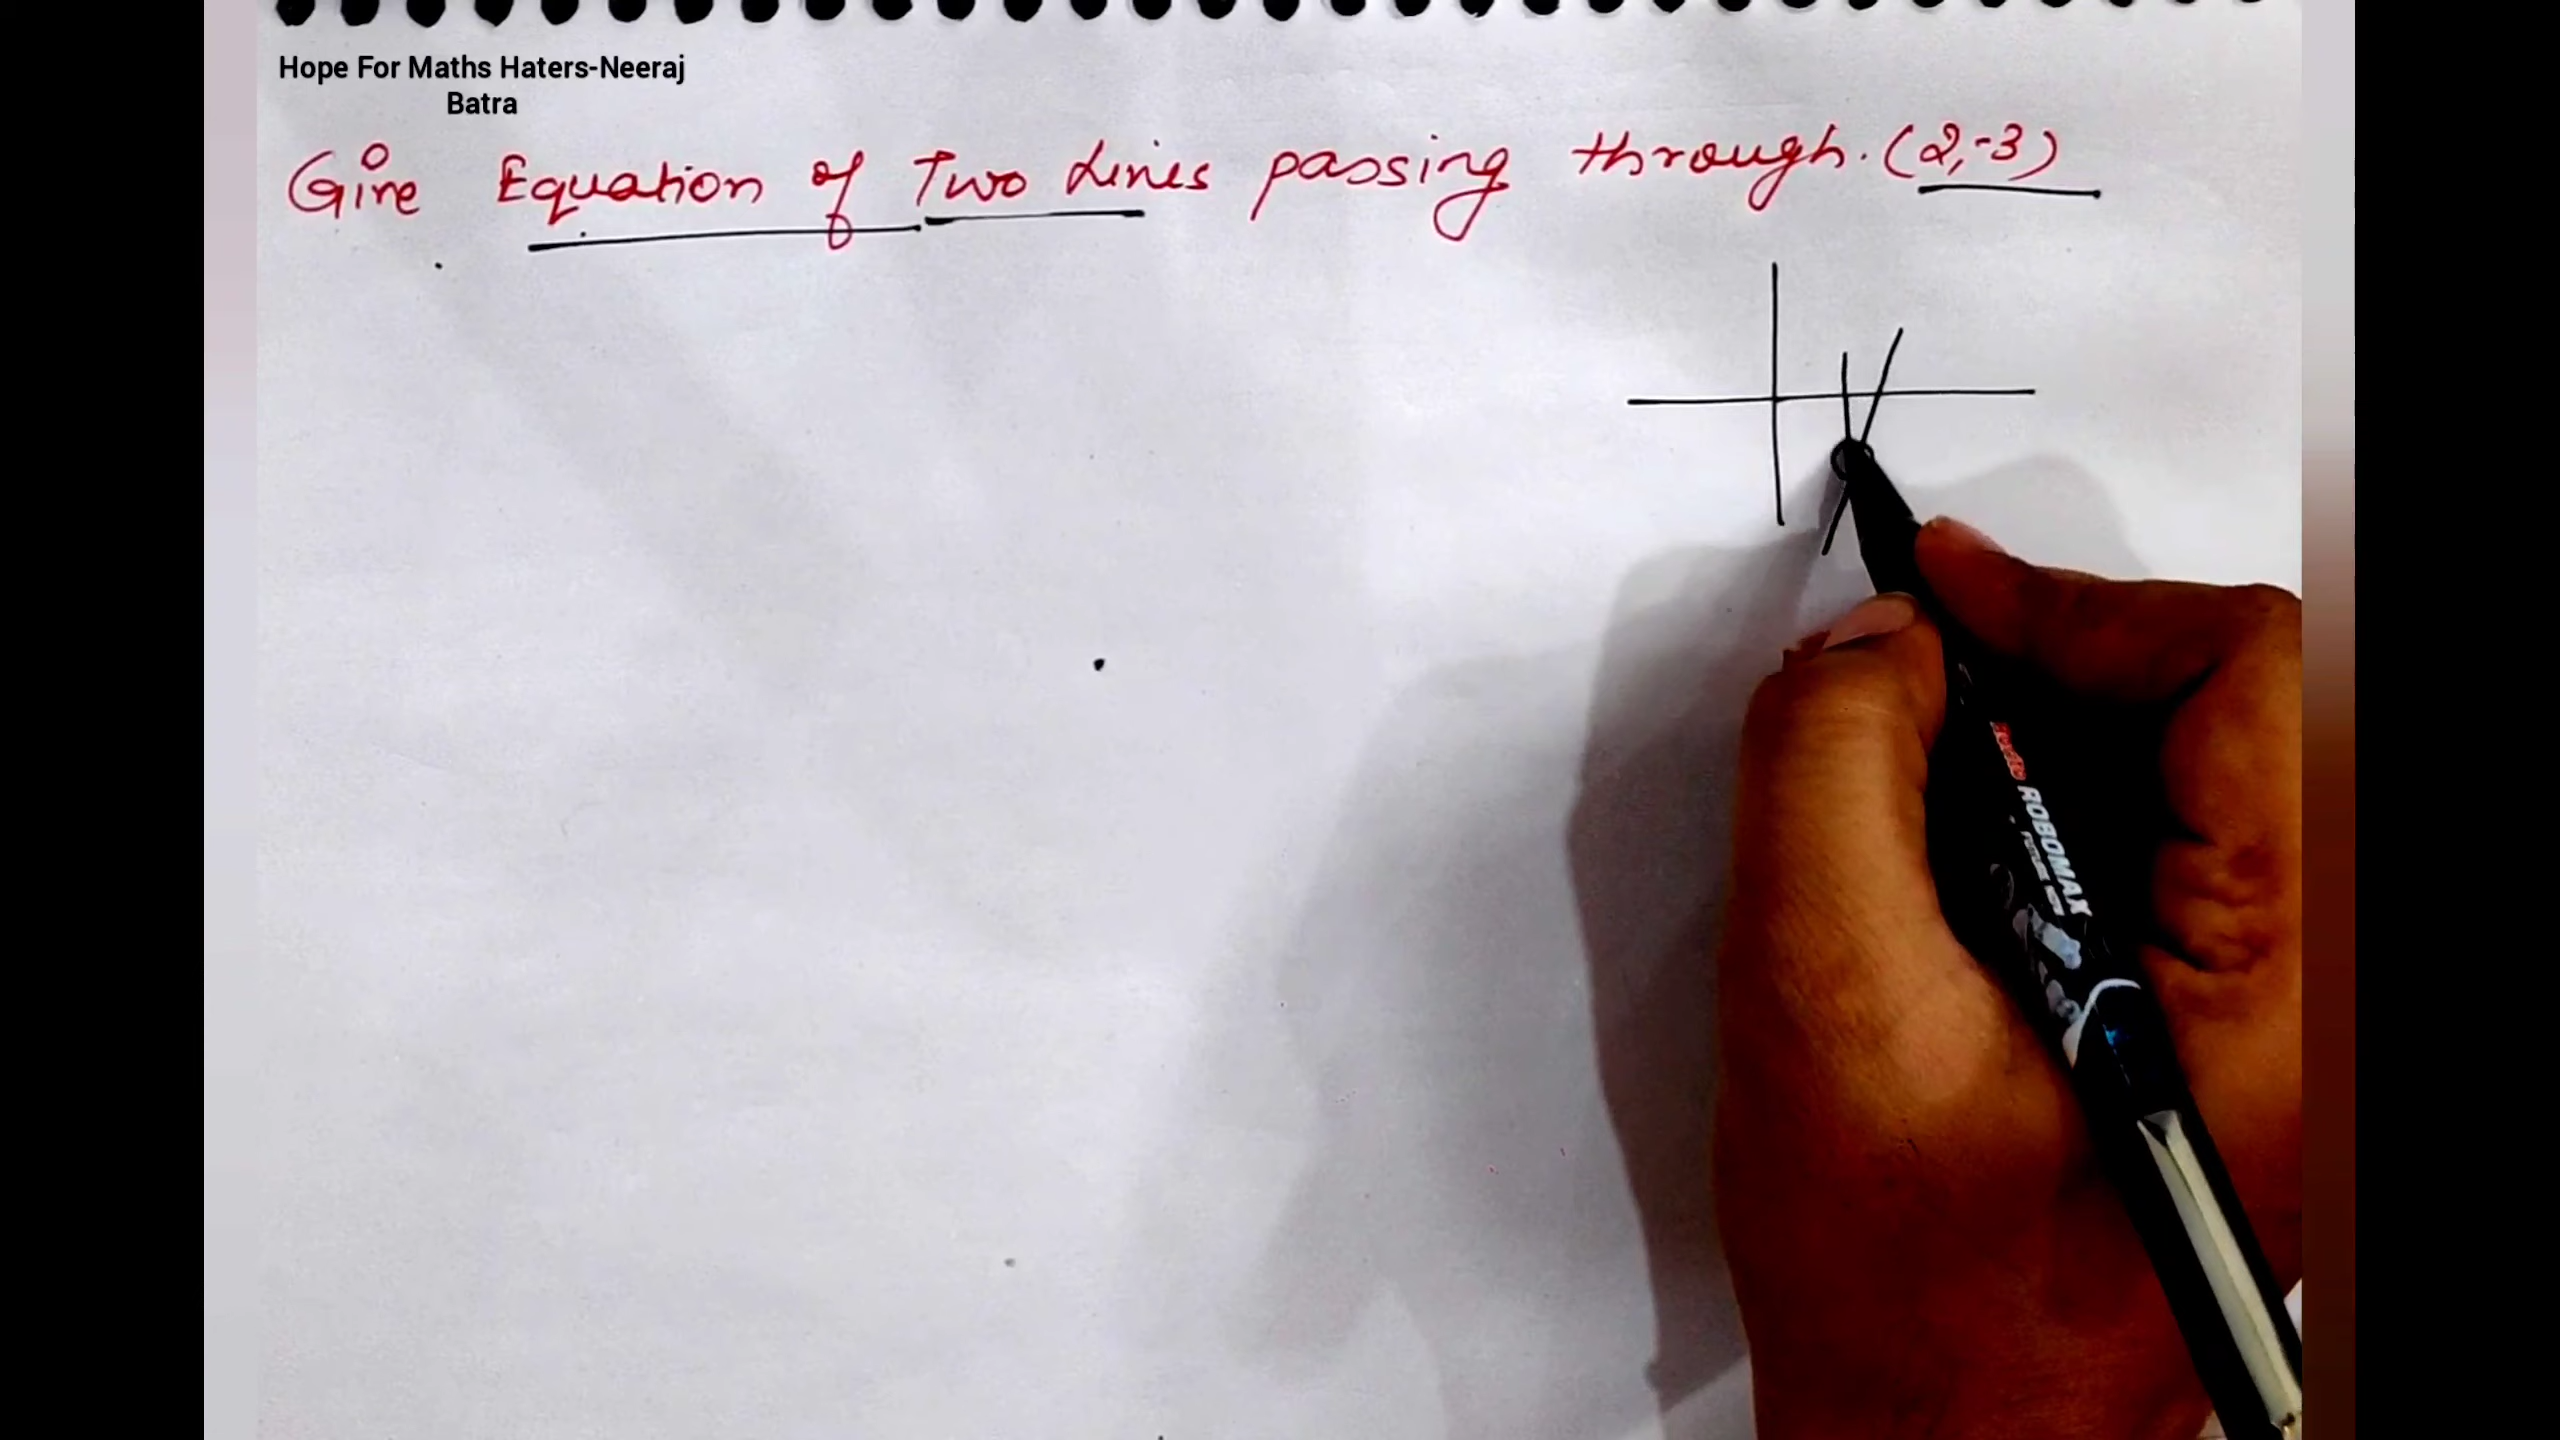 Hope For Maths Haters-Neeraj
Batra
Give Equation of Two Lines passing through. (2,-3)
ROBOMAX